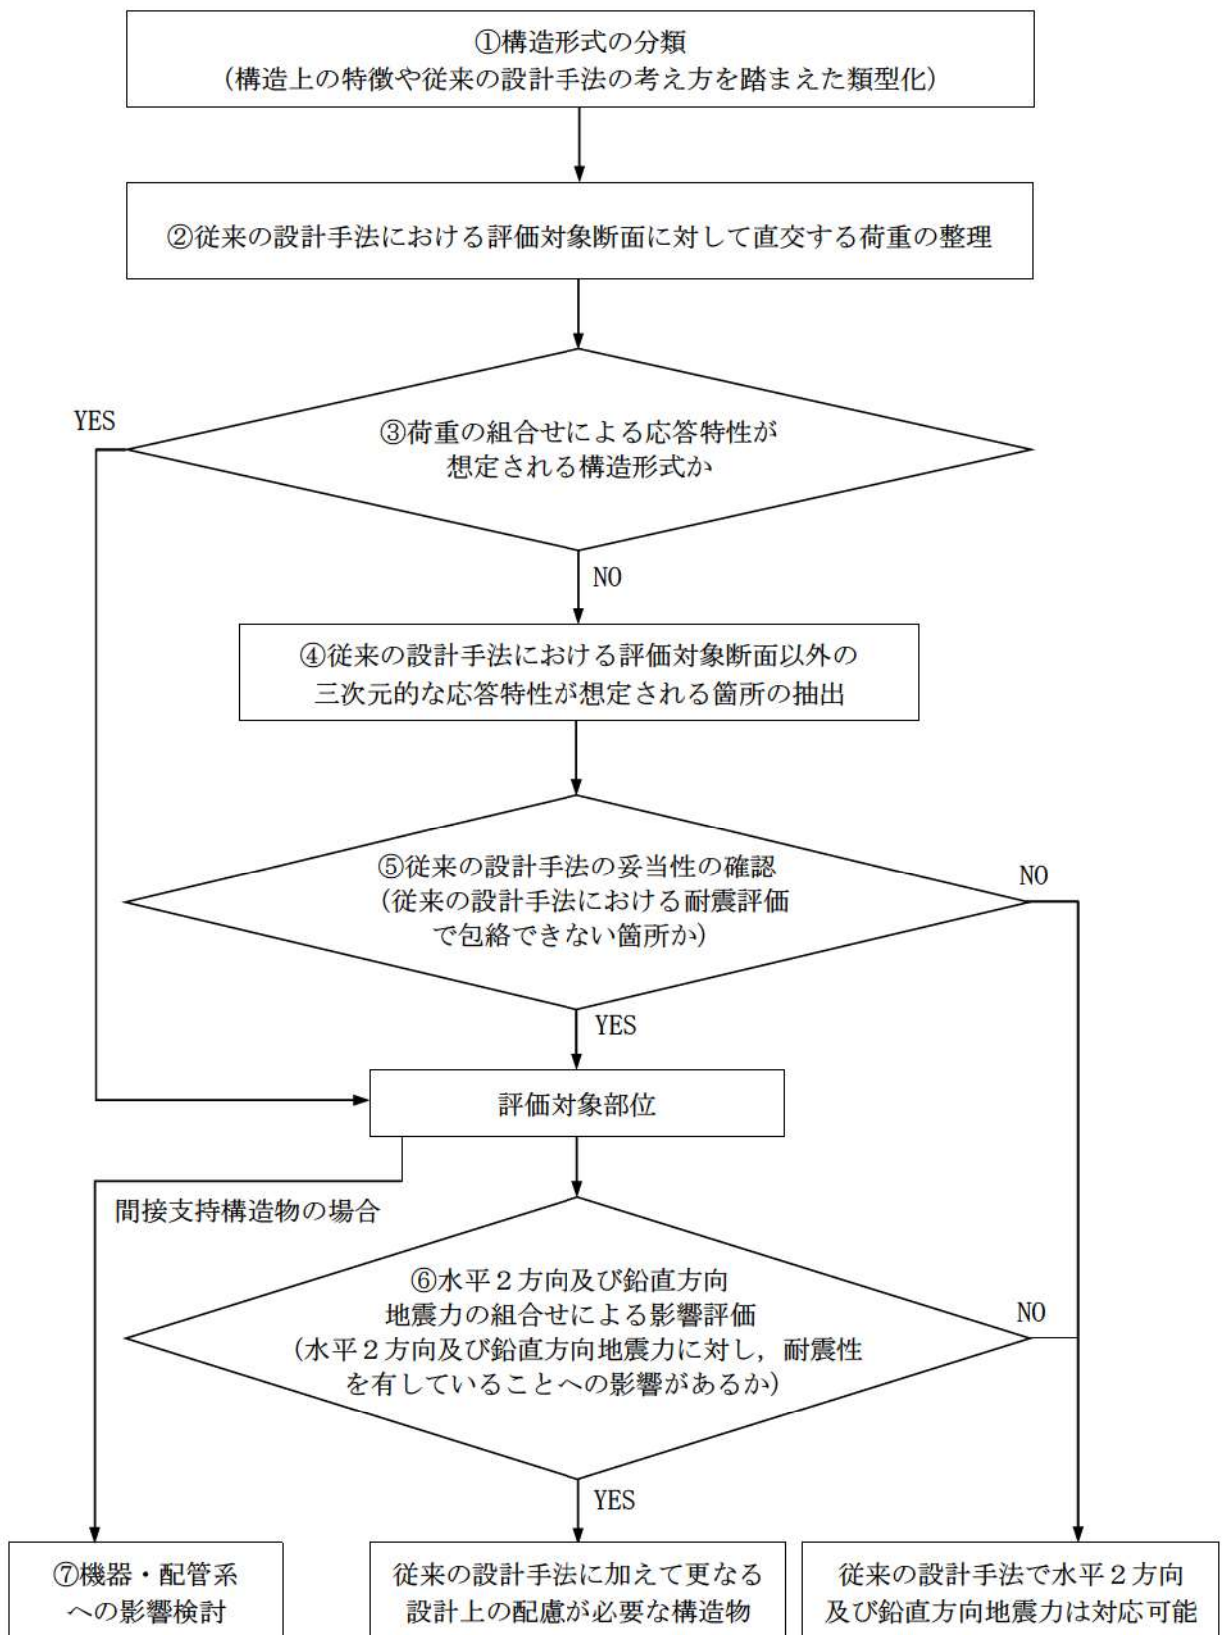 ①構造形式の分類
（構造上の特徴や従来の設計手法の考え方を踏まえた類型化）
②従来の設計手法における評価対象断面に対して直交する荷重の整理
YES
③荷重の組合せによる応答特性が
想定される構造形式か
NO
④従来の設計手法における評価対象断面以外の
三次元的な応答特性が想定される箇所の抽出
⑤従来の設計手法の妥当性の確認
（従来の設計手法における耐震評価
で包絡できない箇所か）
NO
YES
評価対象部位
間接支持構造物の場合
⑥水平２方向及び鉛直方向
地震力の組合せによる影響評価
（水平２方向及び鉛直方向地震力に対し，耐震性
を有していることへの影響があるか）
NO
YES
⑦機器・配管系
への影響検討
従来の設計手法に加えて更なる
設計上の配慮が必要な構造物
従来の設計手法で水平２方向
及び鉛直方向地震力は対応可能